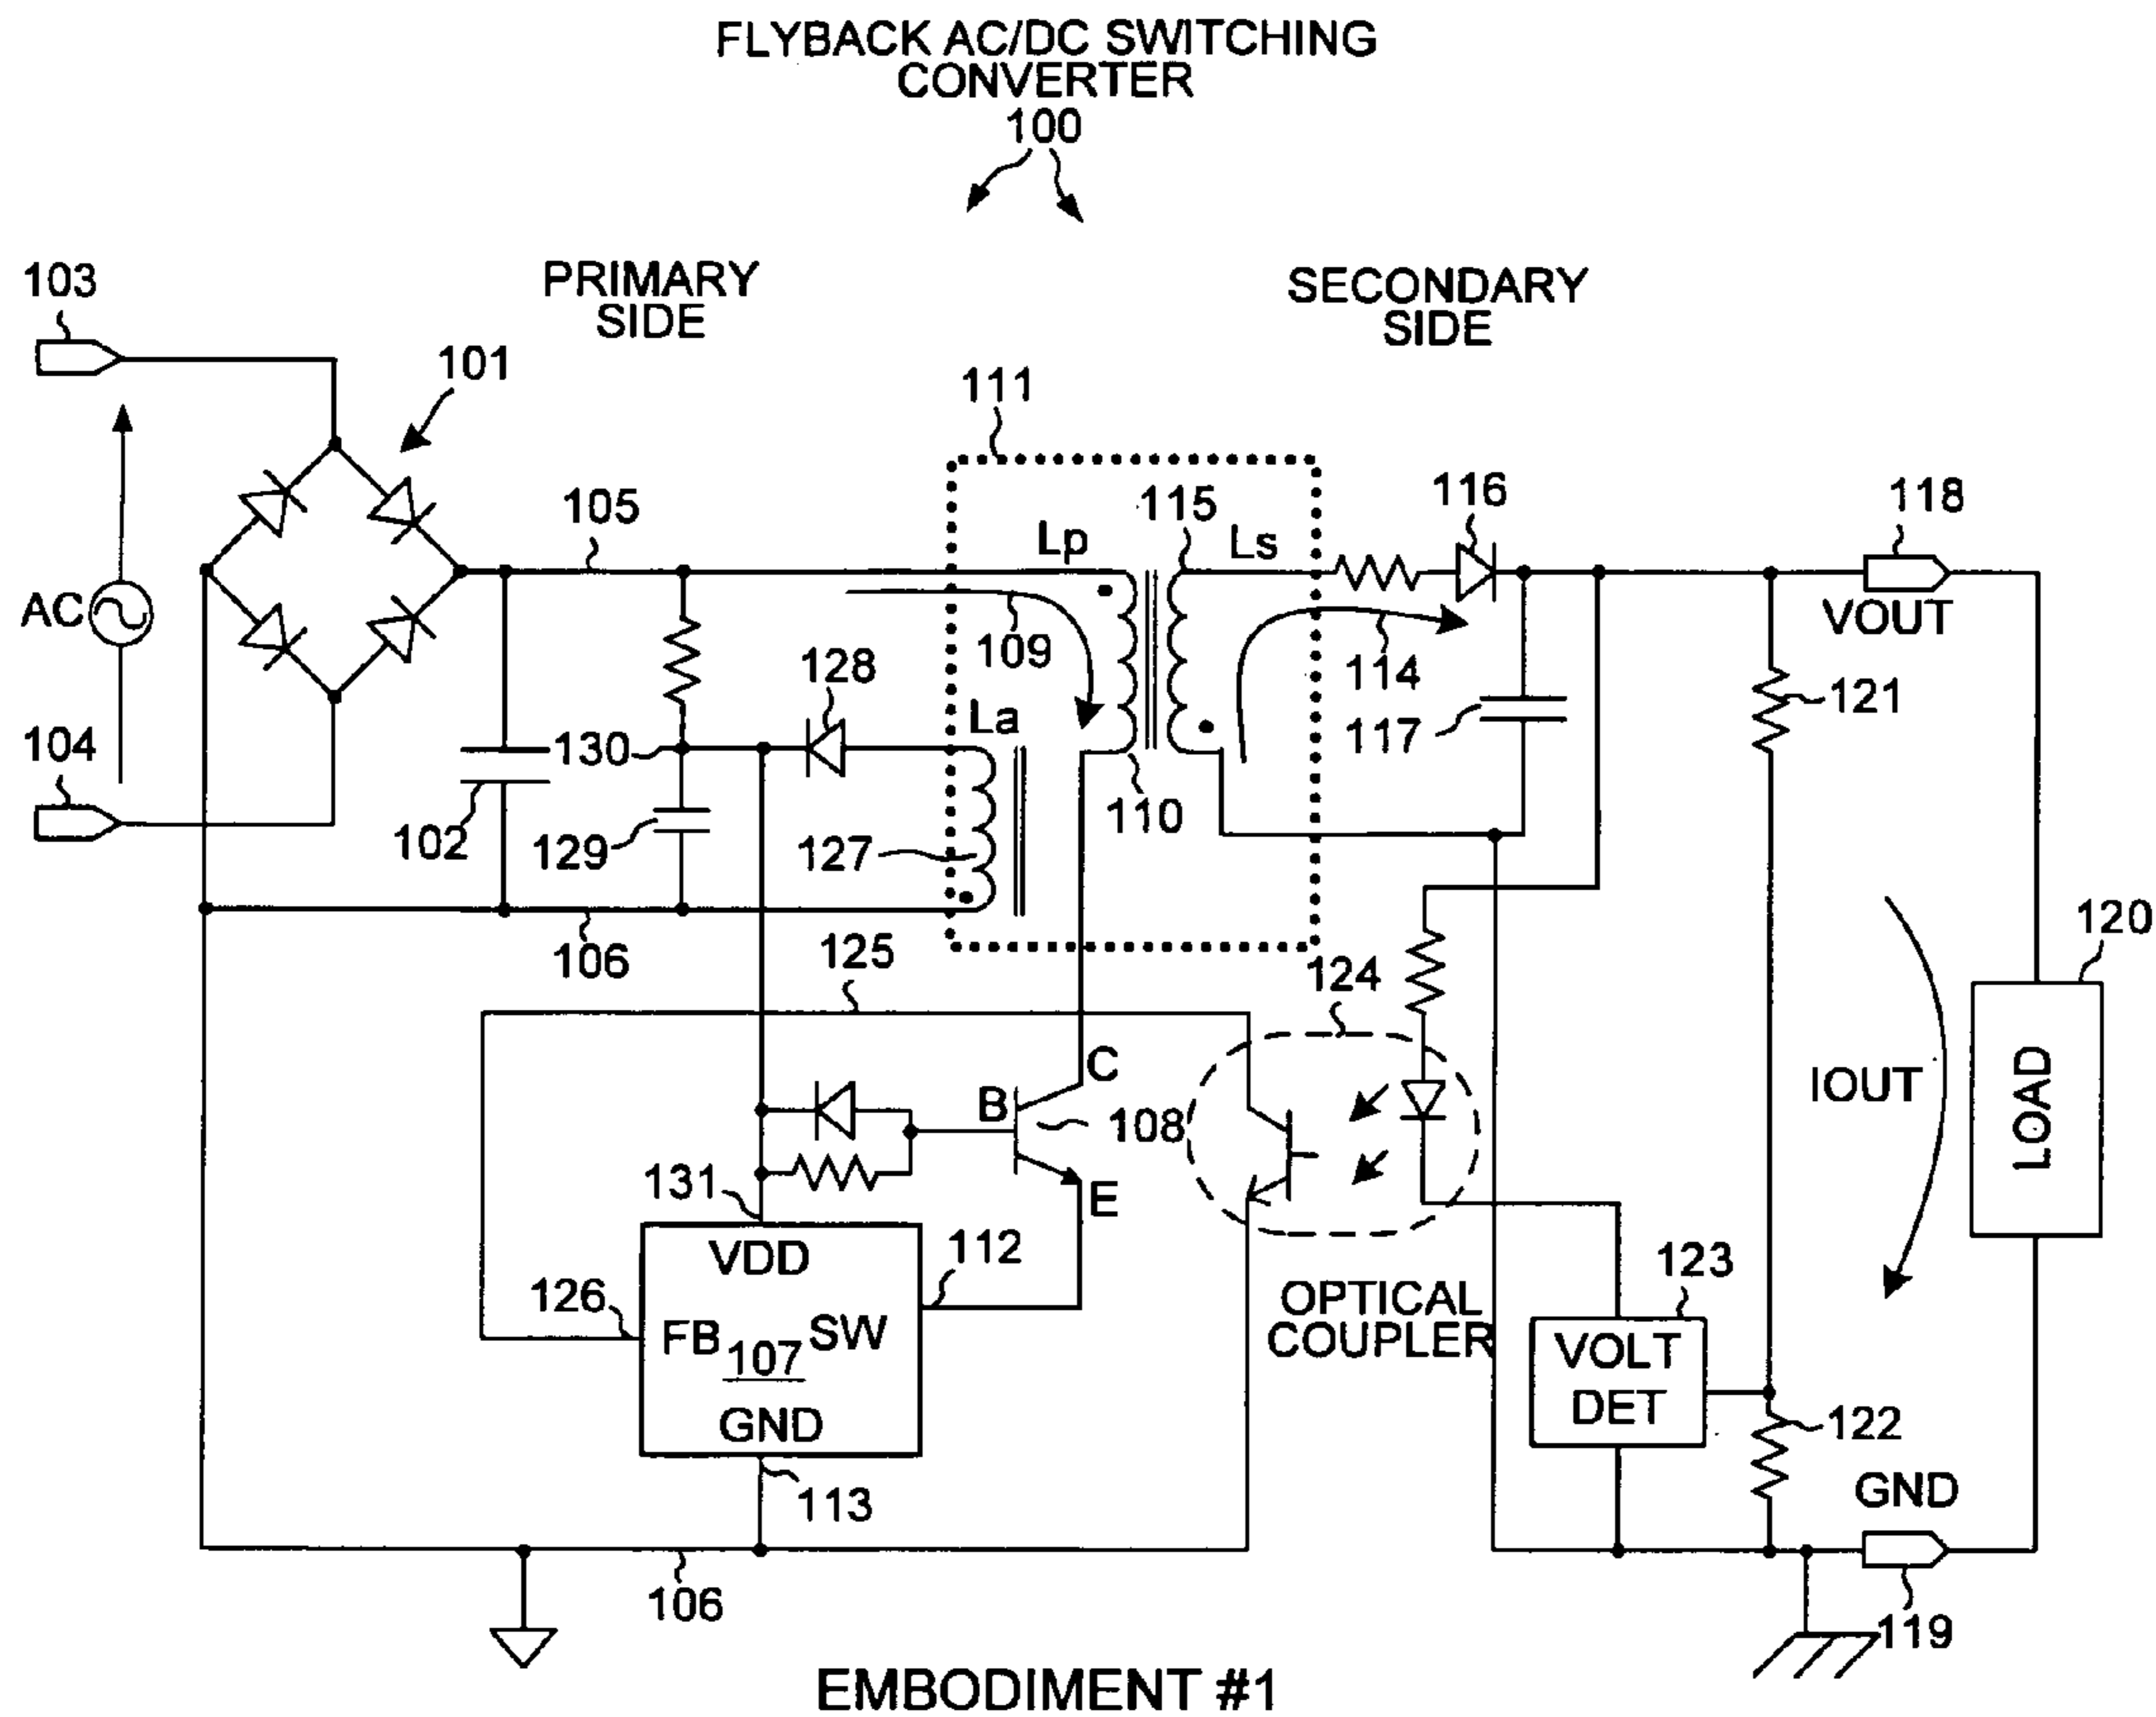 FLYBACK AC/DC SWITCHING
CONVERTER
100
PRIMARY
SIDE
SECONDARY
SIDE
103
101
111
105
Lp
115
Ls
116
118
VOUT
AC
109
128
114
La
117
121
104
130
110
102
129
127
106
125
124
120
C
B
108
E
IOUT
LOAD
131
VDD
112
123
126
FB
SW
107
GND
OPTICAL
COUPLER
VOLT
DET
122
113
GND
106
119
EMBODIMENT #1